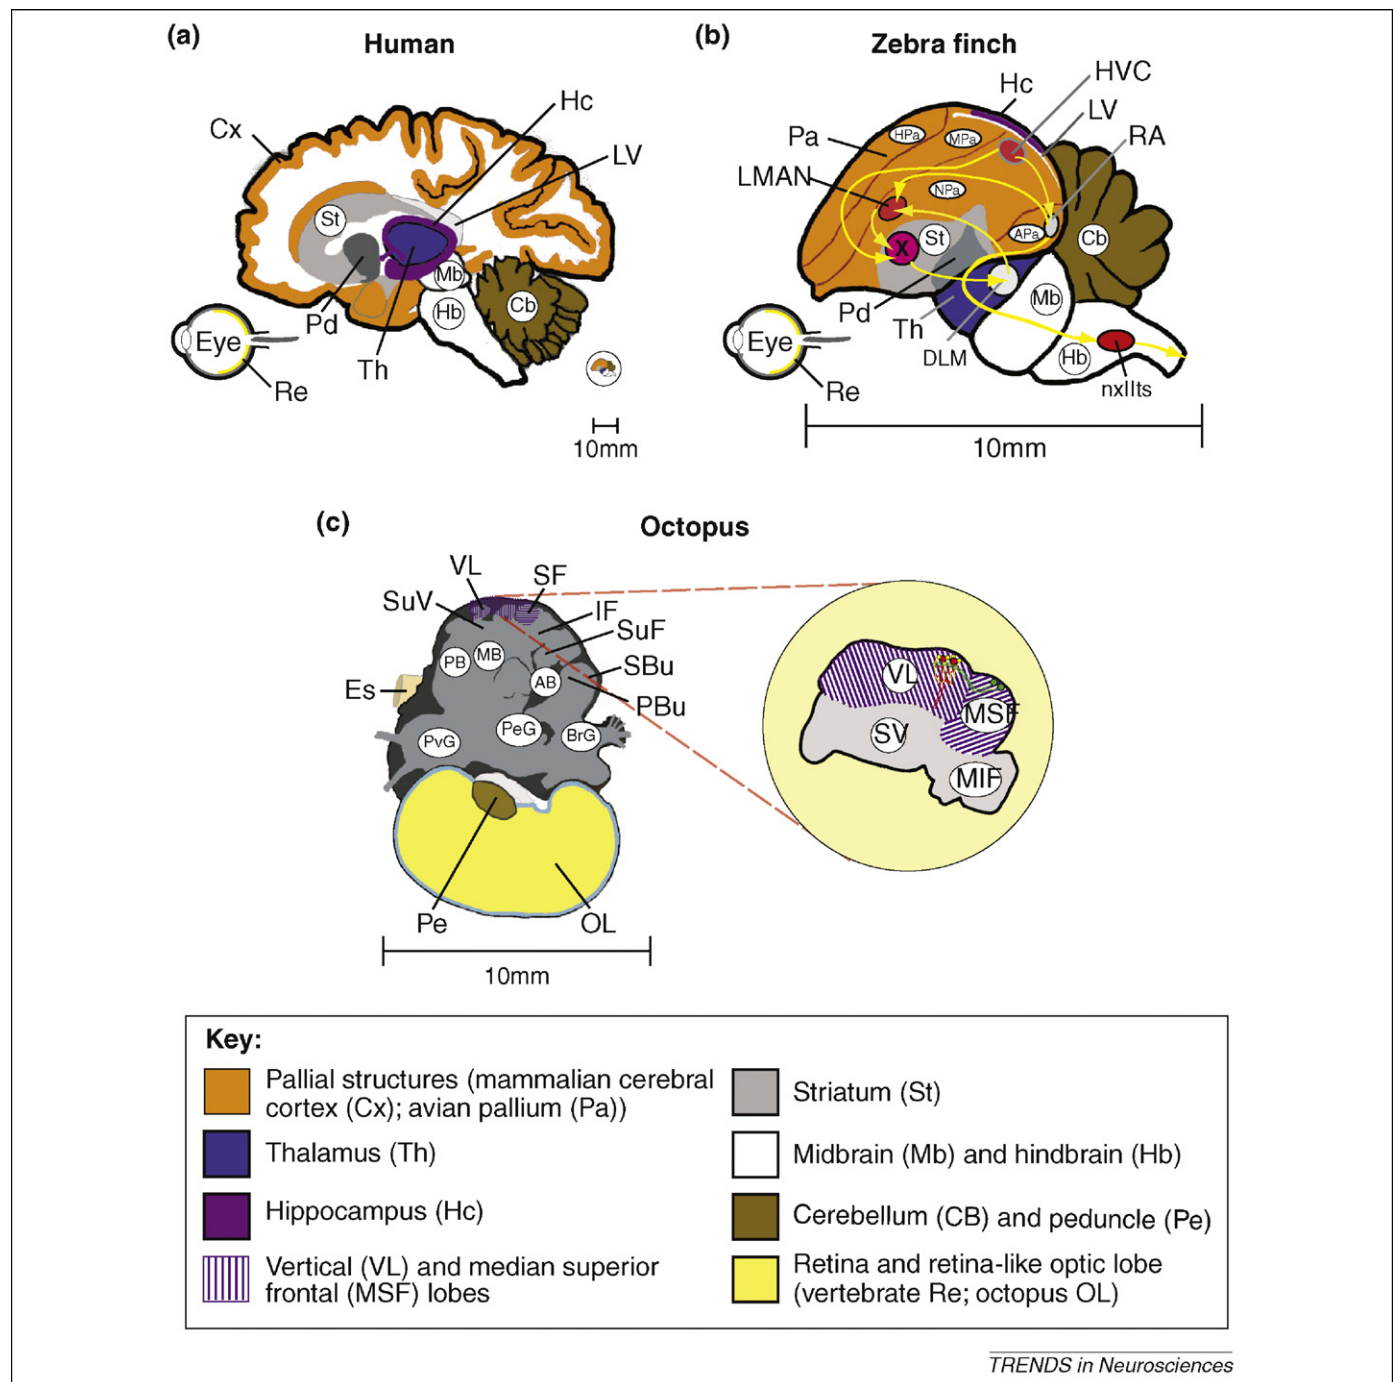 (a)
Human
Hc
Cx
LV
St
Mb
Hb
Cb
Pd
Th
Eye
Re
10mm
(b)
Zebra finch
HVC
Hc
LV
RA
Pa
HPa
MPa
LMAN
NPa
X
St
APa
Cb
Mb
Pd
Th
DLM
Hb
nxIIts
Eye
Re
10mm
(c)
Octopus
VL
SF
SuV
IF
SuF
SBu
PBu
PB
MB
AB
Es
PvG
PeG
BrG
Pe
OL
10mm
VL
MSF
SV
MIF
Key:
Pallial structures (mammalian cerebral
cortex (Cx); avian pallium (Pa))
Thalamus (Th)
Hippocampus (Hc)
Vertical (VL) and median superior
frontal (MSF) lobes
Striatum (St)
Midbrain (Mb) and hindbrain (Hb)
Cerebellum (CB) and peduncle (Pe)
Retina and retina-like optic lobe
(vertebrate Re; octopus OL)
TRENDS in Neurosciences